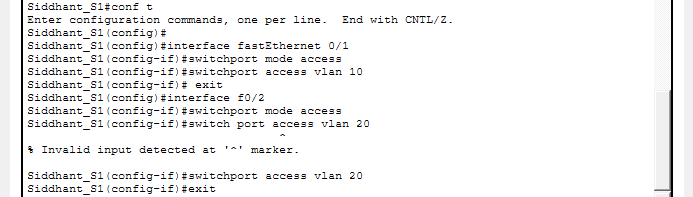 Siddhant_S1#conf t
Enter configuration commands, one per line.  End with CNTL/Z.
Siddhant_S1(config)#
Siddhant_S1(config)#interface fastEthernet 0/1
Siddhant_S1(config-if)#switchport mode access
Siddhant_S1(config-if)#switchport access vlan 10
Siddhant_S1(config-if)# exit
Siddhant_S1(config)#interface f0/2
Siddhant_S1(config-if)#switchport mode access
Siddhant_S1(config-if)#switch port access vlan 20
^
% Invalid input detected at '^' marker.
Siddhant_S1(config-if)#switchport access vlan 20
Siddhant_S1(config-if)#exit